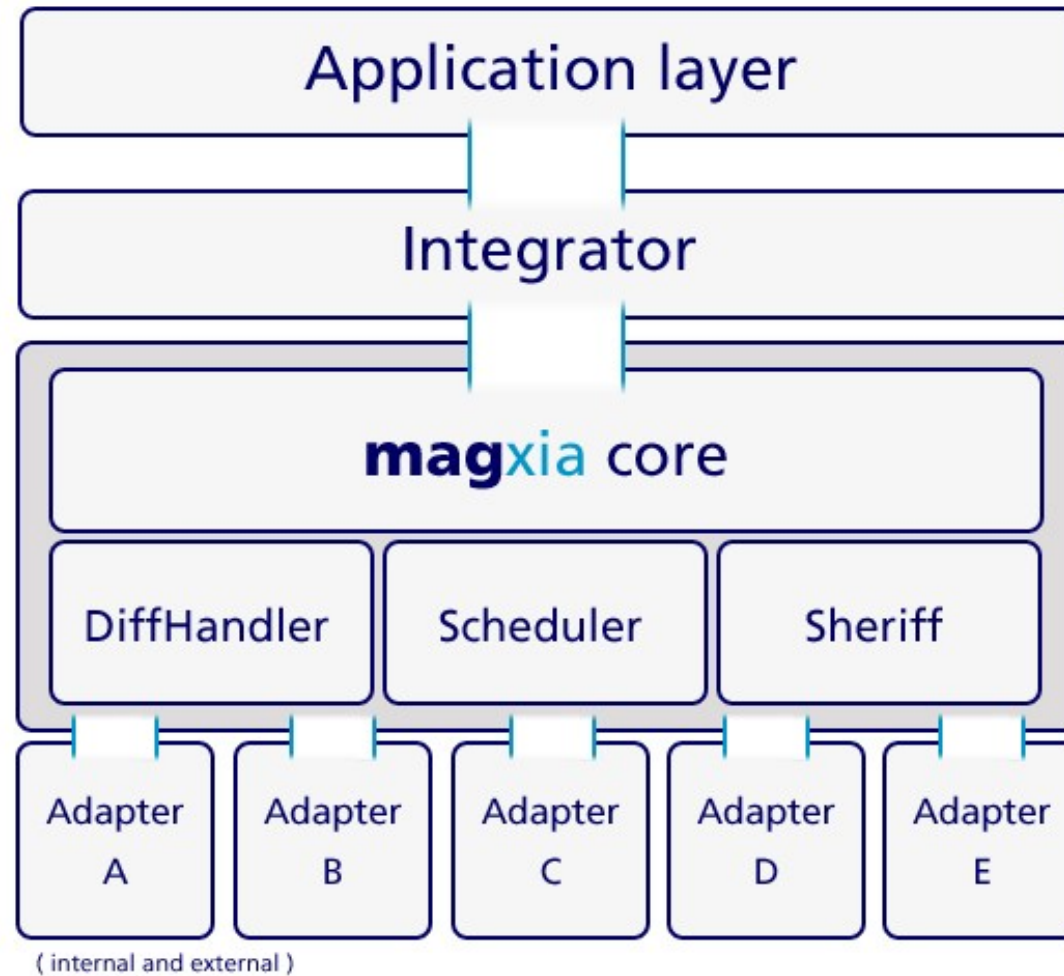 Application layer
Integrator
magxia core
DiffHandler
Scheduler
Sheriff
Adapter
A
Adapter
B
Adapter
C
Adapter
D
Adapter
E
( internal and external )